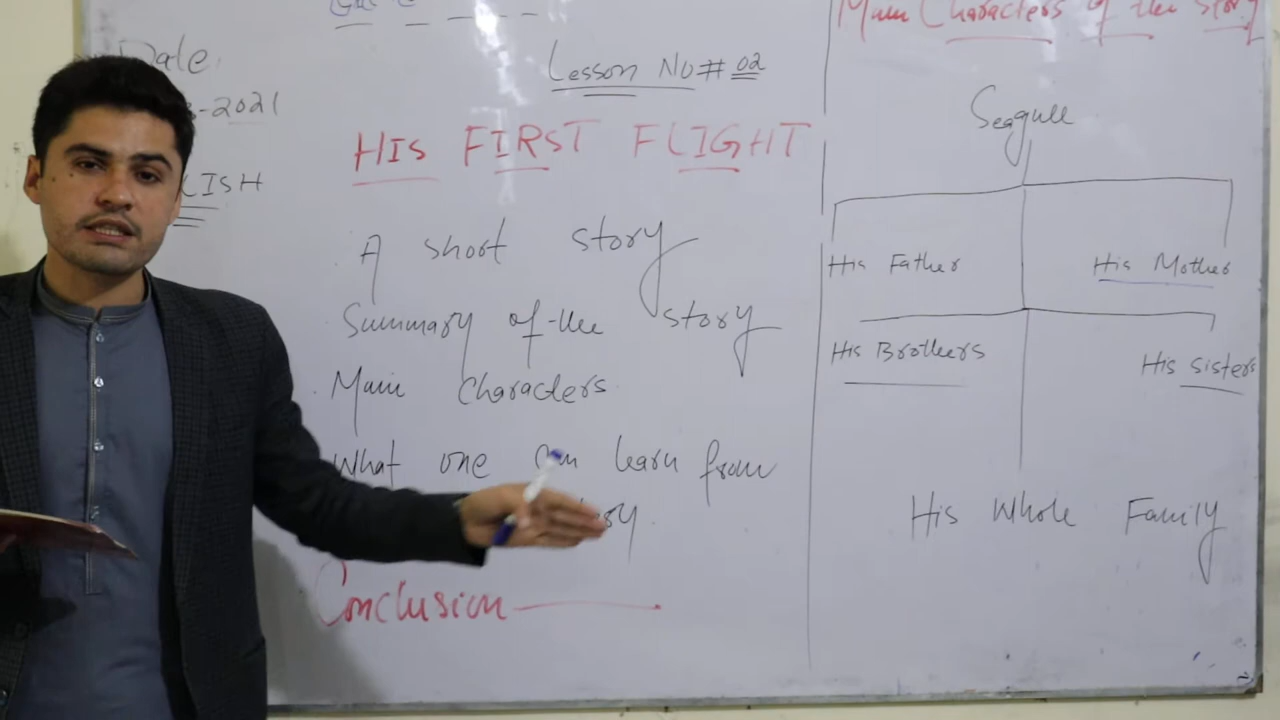 Date,
-2021
LISH
Lesson No# 02
HIS FIRST FLIGHT
A short story
Summary of the story
Main Characters
What one can learn from
Conclusion
Main Characters of the story
Seagull
His Father
His Mother
His Brothers
His sisters
His Whole Family